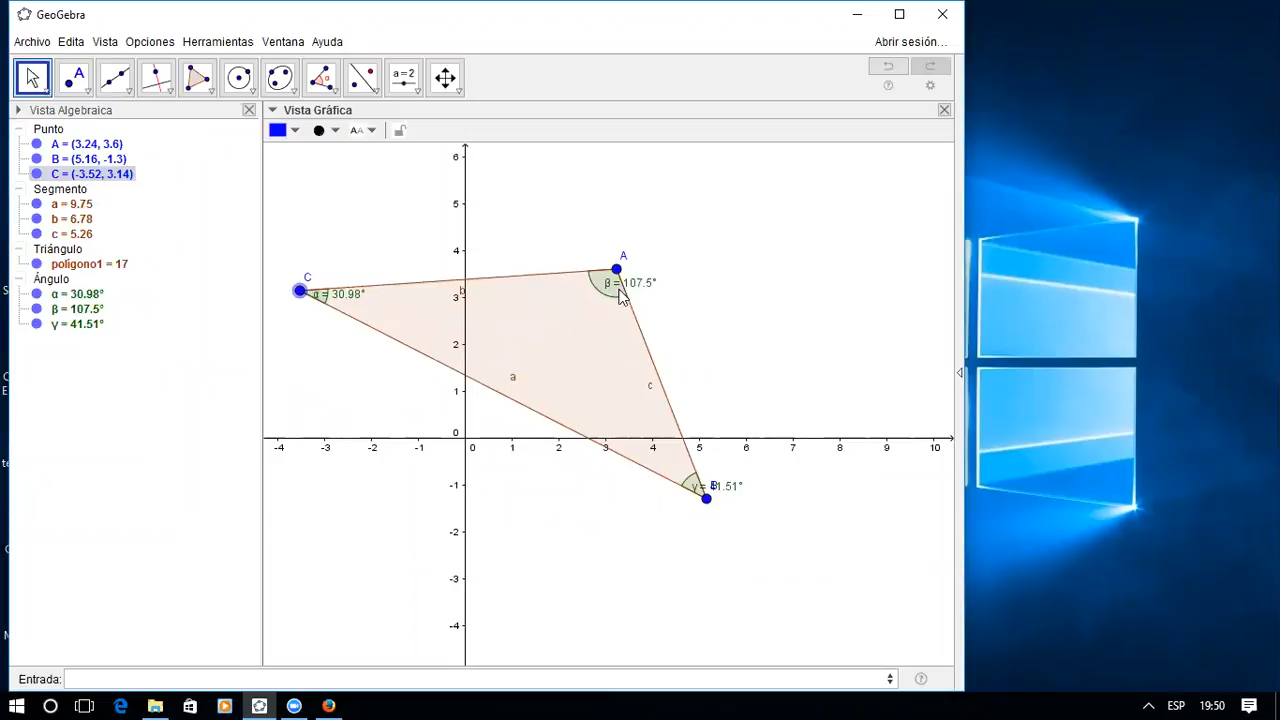 GeoGebra
Archivo Edita Vista Opciones Herramientas Ventana Ayuda Abrir sesión...
A α a=2
Vista Algebraica
Vista Gráfica
AA
Punto
A = (3.24, 3.6)
B = (5.16, -1.3)
C = (-3.52, 3.14)
Segmento
a = 9.75
b = 6.78
c = 5.26
Triángulo
polígono1 = 17
Ángulo
α = 30.98°
β = 107.5°
γ = 41.51°
6
5
4
A
C
β = 107.5°
α = 30.98°
b
3
2
a
c
1
0
-4 -3 -2 -1 0 1 2 3 4 5 6 7 8 9 10
-1
γ = 41.51°
B
-2
-3
-4
Entrada:
ESP 19:50